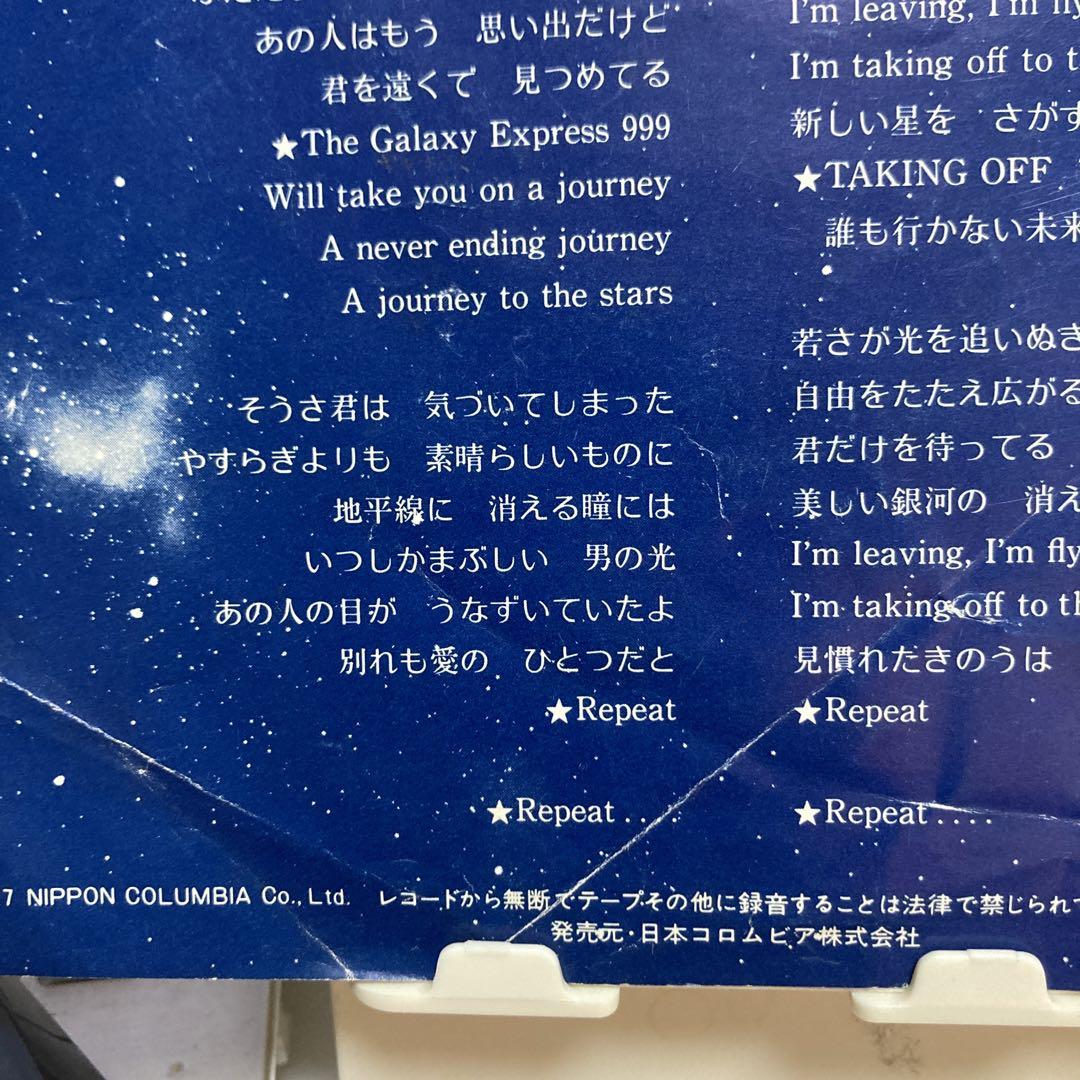 あの人はもう 思い出だけど
君を遠くで 見つめてる
★The Galaxy Express 999
Will take you on a journey
A never ending journey
A journey to the stars
そうさ君は 気づいてしまった
やすらぎよりも 素晴らしいものに
地平線に 消える瞳には
いつしかまぶしい 男の光
あの人の目が うなずいていたよ
別れも愛の ひとつだと
★Repeat
★Repeat....
I'm leaving, I'm fly
I'm taking off to t
新しい星を さがす
★TAKING OFF
誰も行かない未来
若さが光を追いぬき
自由をたたえ広がる
君だけを待ってる
美しい銀河の 消え
I'm leaving, I'm fly
I'm taking off to th
見慣れたきのうは
★Repeat
★Repeat....
7 NIPPON COLUMBIA Co., Ltd. レコードから無断でテープその他に録音することは法律で禁じられて
発売元・日本コロムビア株式会社